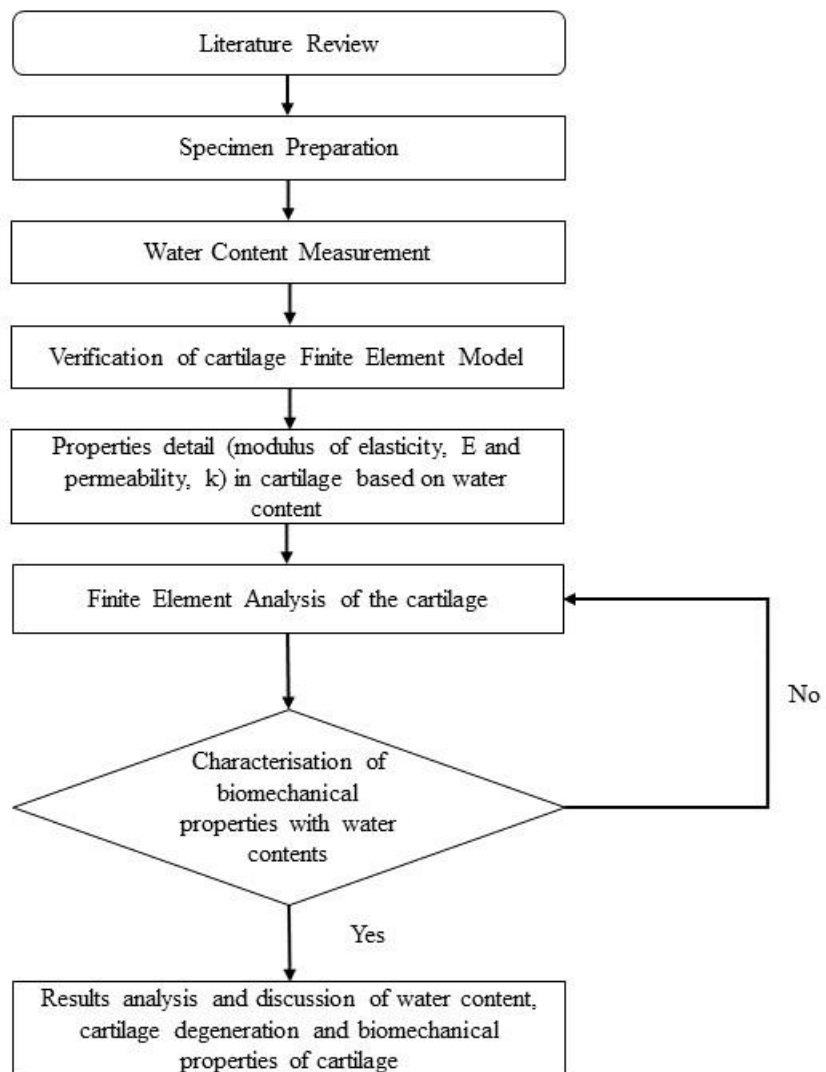 Literature Review
Specimen Preparation
Water Content Measurement
Verification of cartilage Finite Element Model
Properties detail (modulus of elasticity, E and
permeability, k) in cartilage based on water
content
Finite Element Analysis of the cartilage
No
Characterisation of
biomechanical
properties with water
contents
Yes
Results analysis and discussion of water content,
cartilage degeneration and biomechanical
properties of cartilage